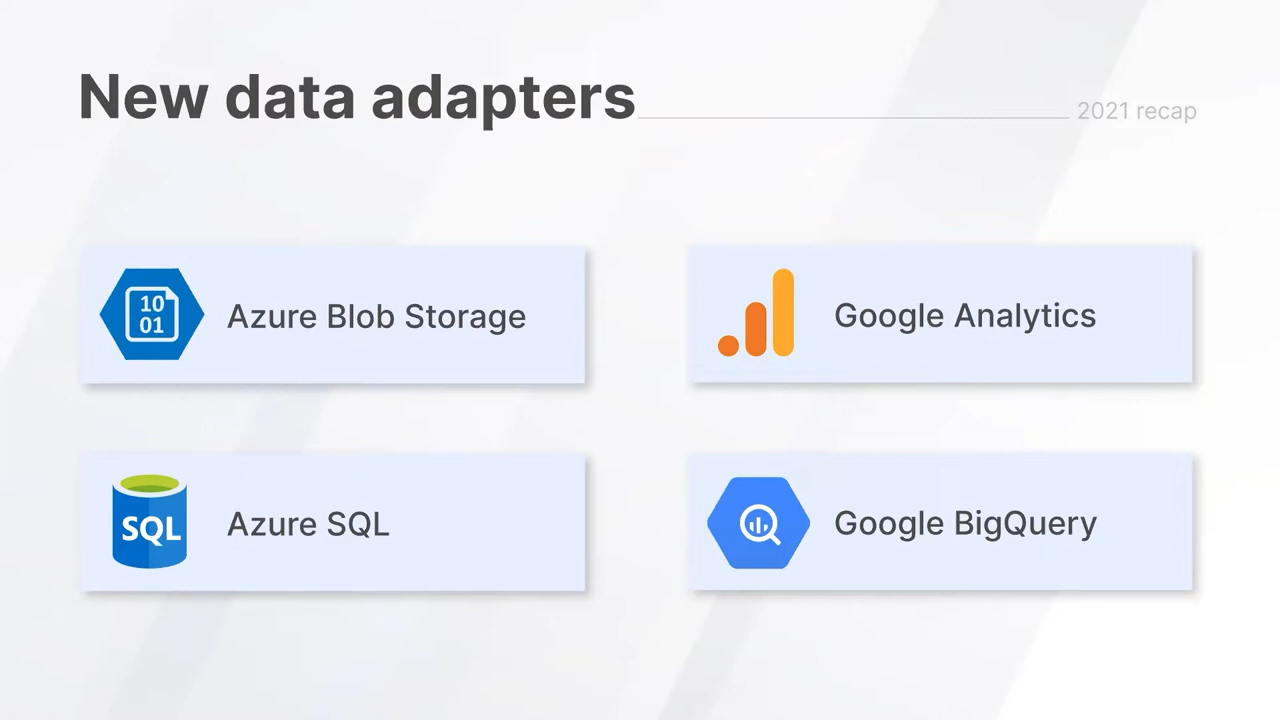 New data adapters
2021 recap
10
01
Azure Blob Storage
Google Analytics
SQL
Azure SQL
Google BigQuery